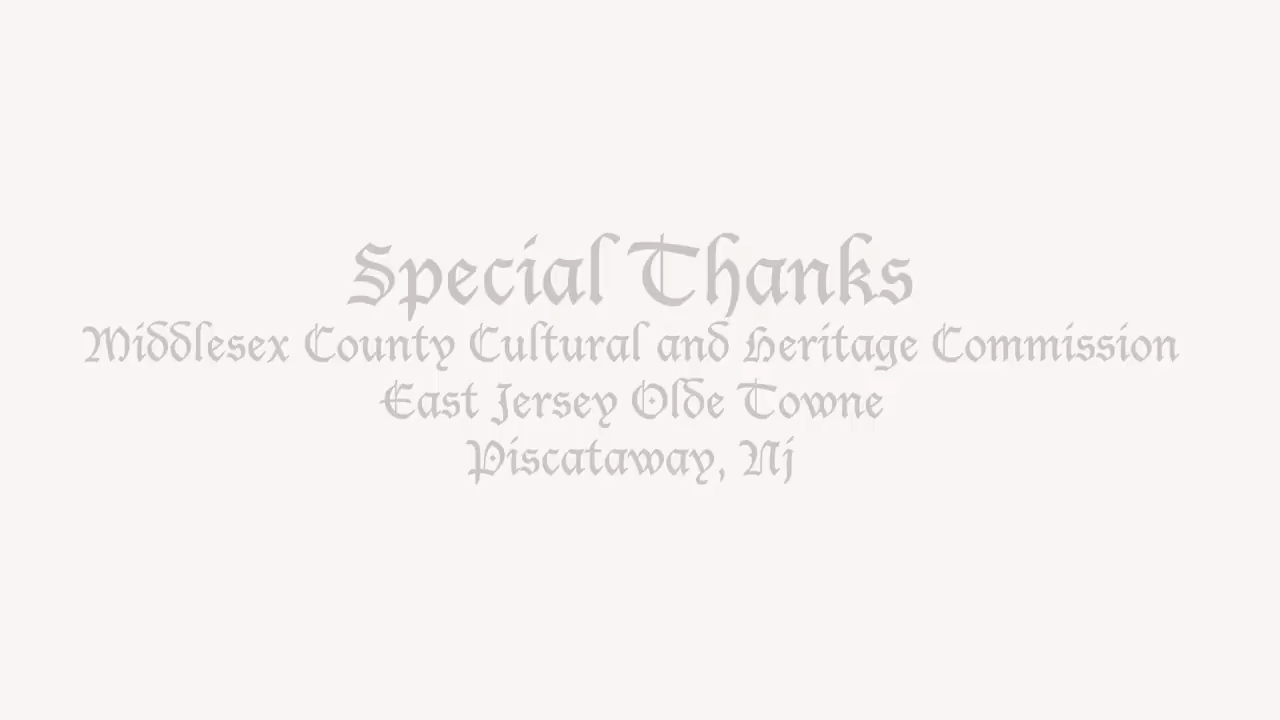 Special Thanks
Middlesex County Cultural and Heritage Commission
East Jersey Olde Towne
Piscataway, Nj